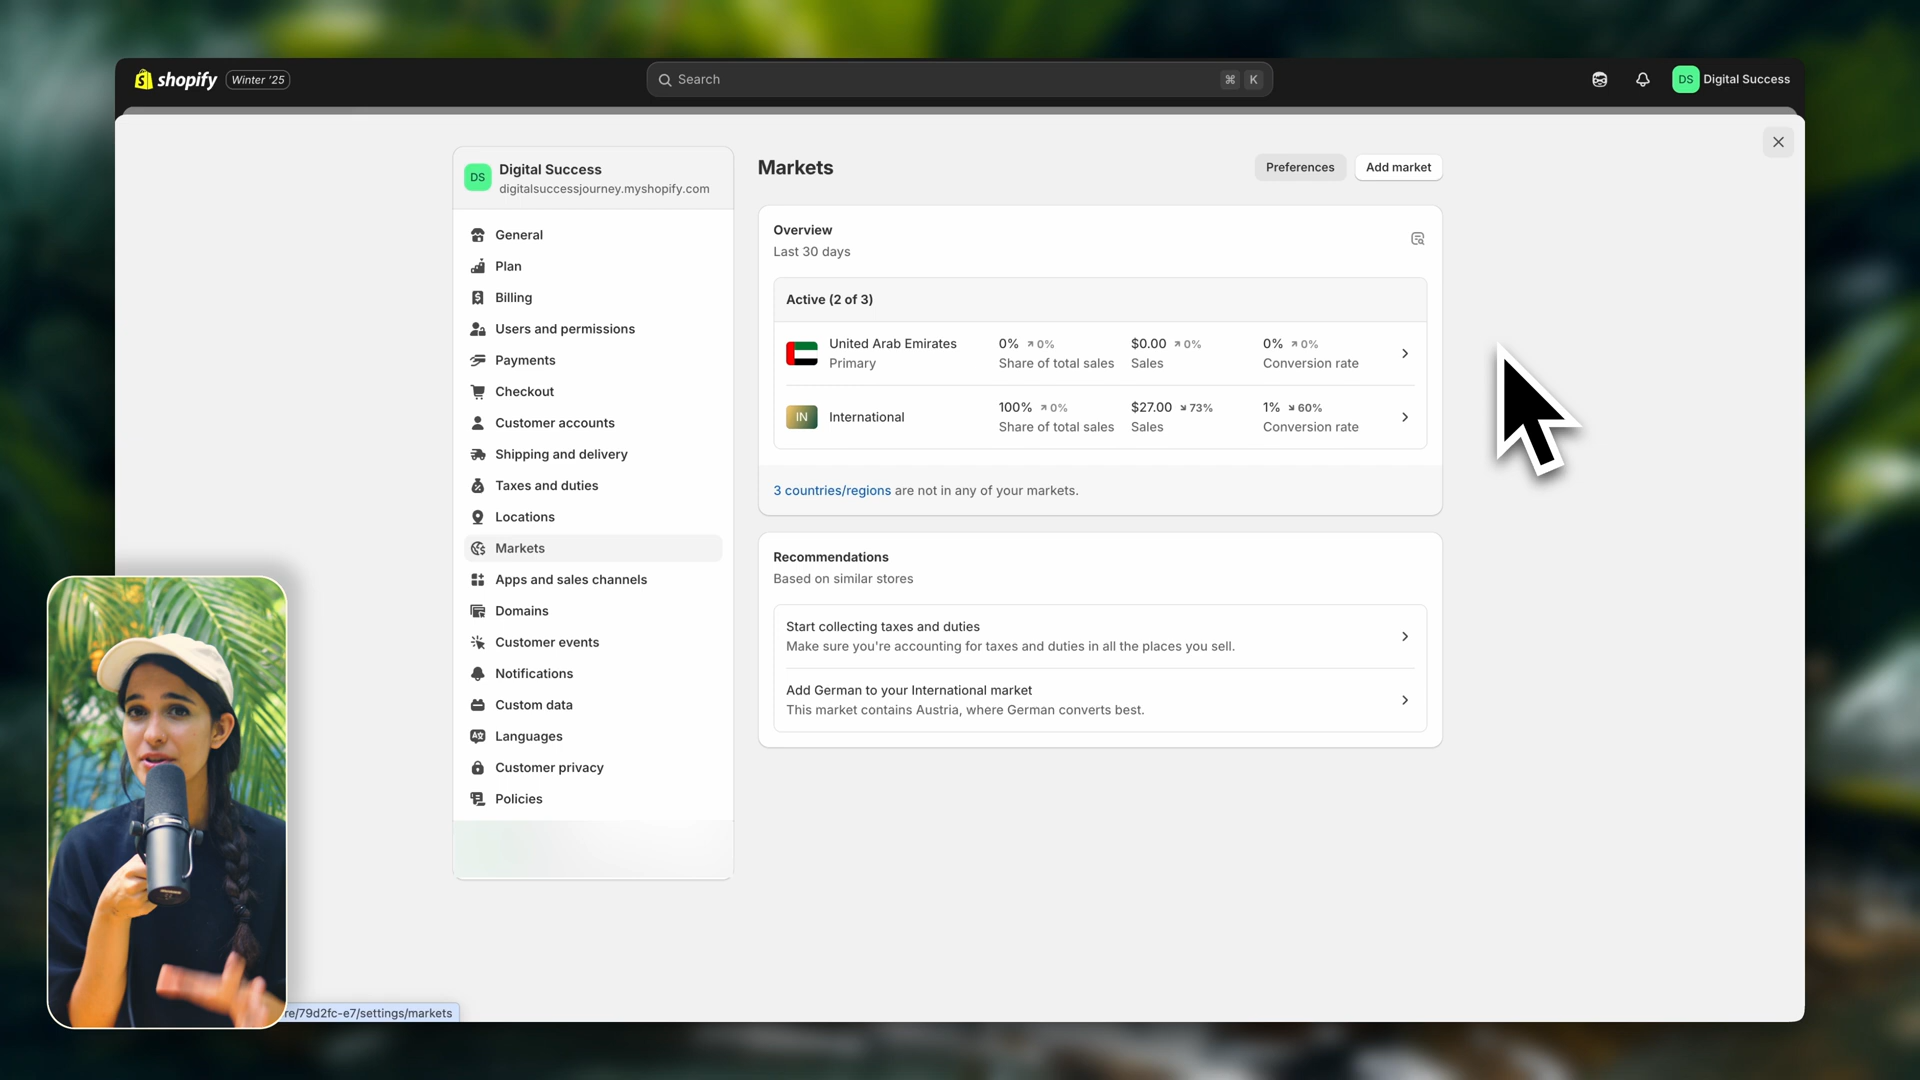 shopify Winter '25
Search ⌘ K
DS Digital Success
DS Digital Success
digitalsuccessjourney.myshopify.com
General
Plan
Billing
Users and permissions
Payments
Checkout
Customer accounts
Shipping and delivery
Taxes and duties
Locations
Markets
Apps and sales channels
Domains
Customer events
Notifications
Custom data
Languages
Customer privacy
Policies
Markets
Preferences Add market
Overview
Last 30 days
Active (2 of 3)
United Arab Emirates 0% ↗ 0% $0.00 ↗ 0% 0% ↗ 0%
Primary Share of total sales Sales Conversion rate
IN International 100% ↗ 0% $27.00 ↘ 73% 1% ↘ 60%
Share of total sales Sales Conversion rate
3 countries/regions are not in any of your markets.
Recommendations
Based on similar stores
Start collecting taxes and duties
Make sure you're accounting for taxes and duties in all the places you sell.
Add German to your International market
This market contains Austria, where German converts best.
re/79d2fc-e7/settings/markets